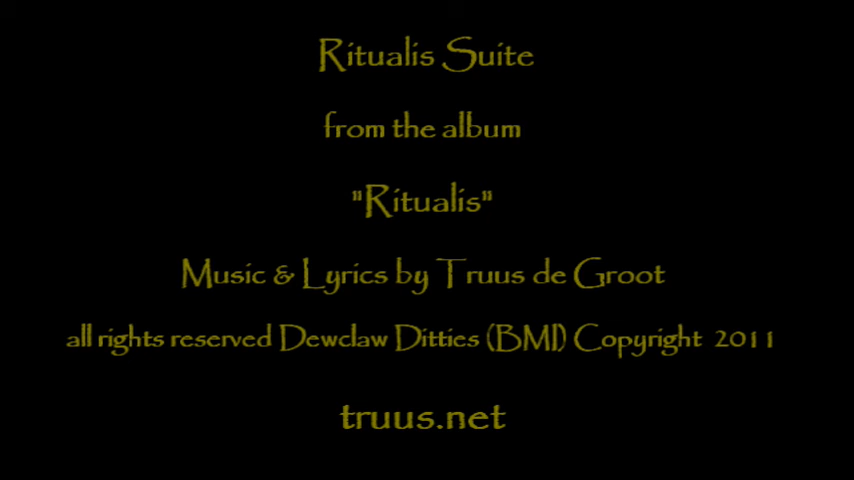 Ritualis Suite
from the album
"Ritualis"
Music & Lyrics by Truus de Groot
all rights reserved Dewclaw Ditties (BMI) Copyright 2011
truus.net